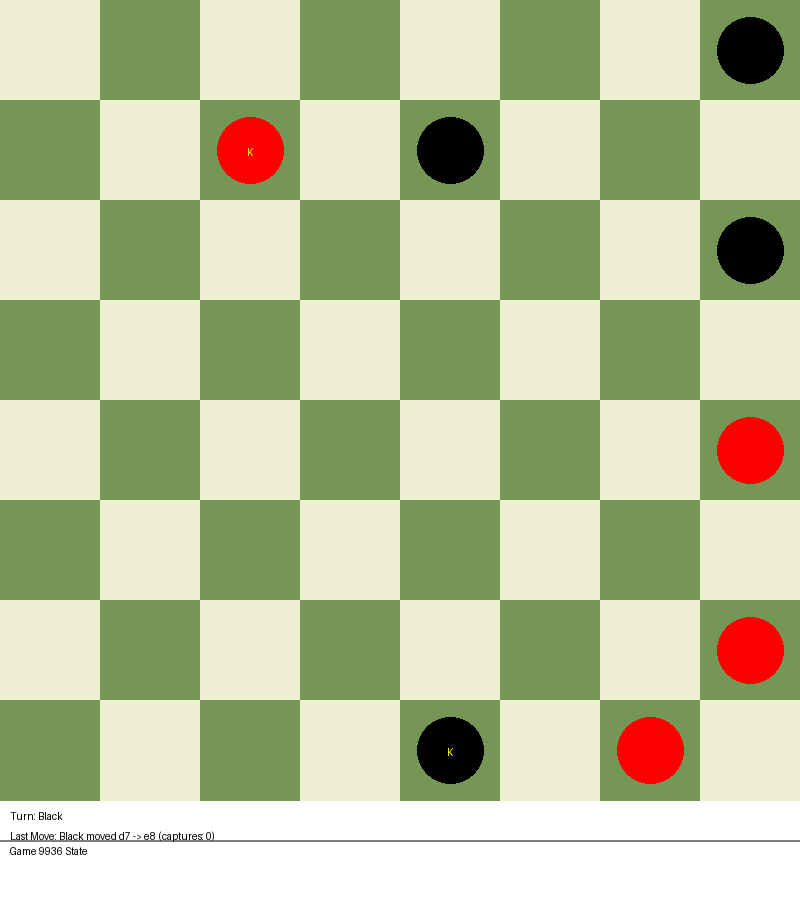 K
K
Turn: Black
Last Move: Black moved d7 -> e8 (captures: 0)
Game 9936 State